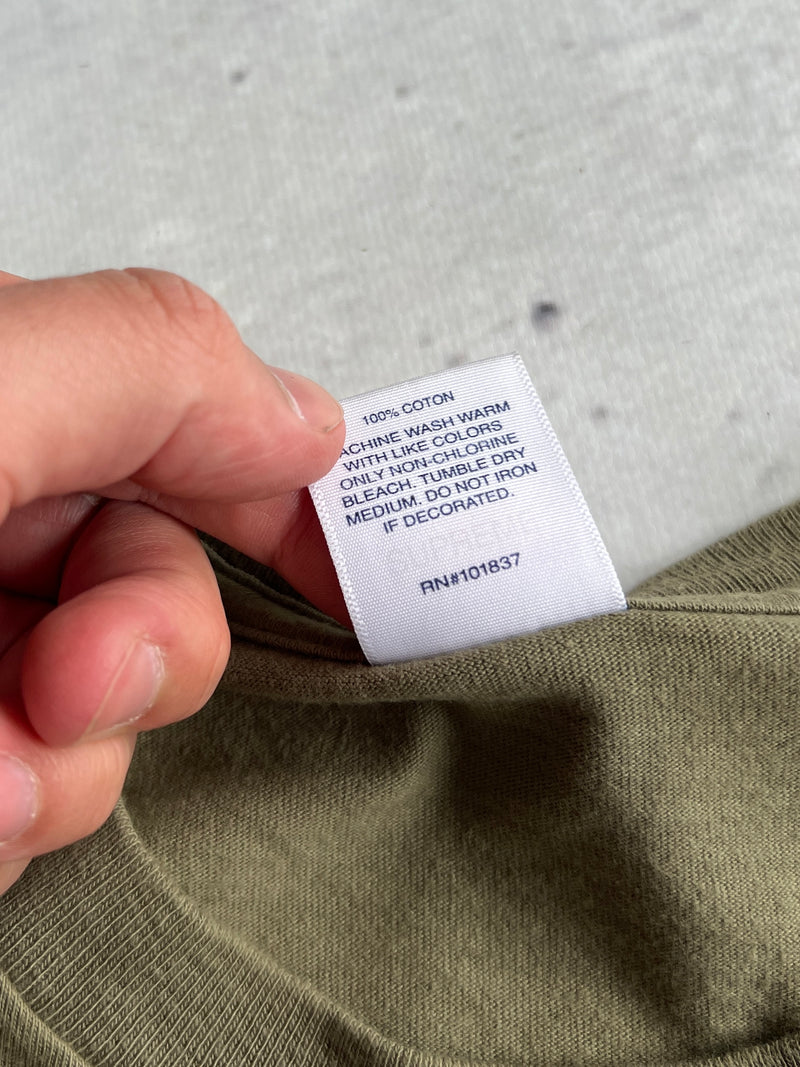 100% COTON
ACHINE WASH WARM
WITH LIKE COLORS
ONLY NON-CHLORINE
BLEACH. TUMBLE DRY
MEDIUM. DO NOT IRON
IF DECORATED.
RN#101837